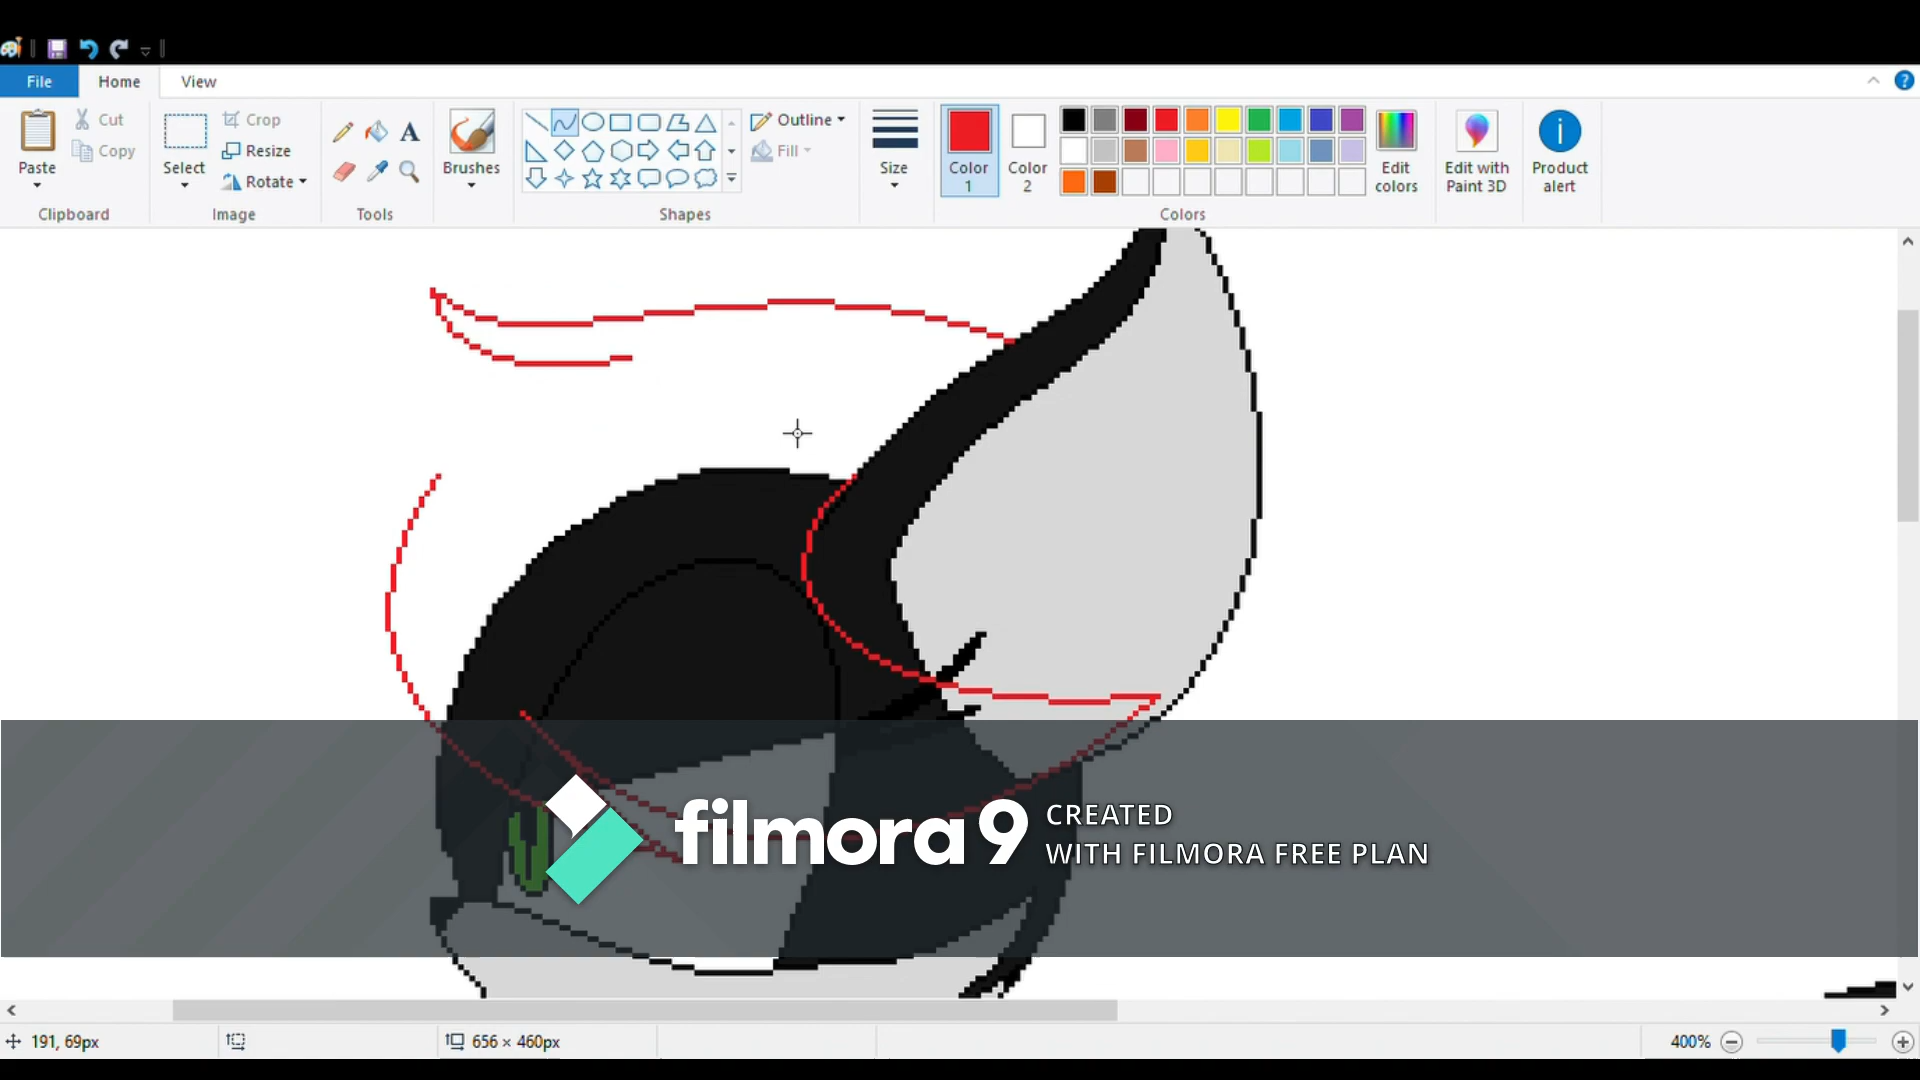 File Home View
Paste
Cut
Copy
Clipboard
Select
Crop
Resize
Rotate
Image
A
Tools
Brushes
Shapes
Outline
Fill
Size
Color 1
Color 2
Colors
Edit colors
Edit with Paint 3D
Product alert
filmora9
CREATED
WITH FILMORA FREE PLAN
191, 69px
656 × 460px
400%